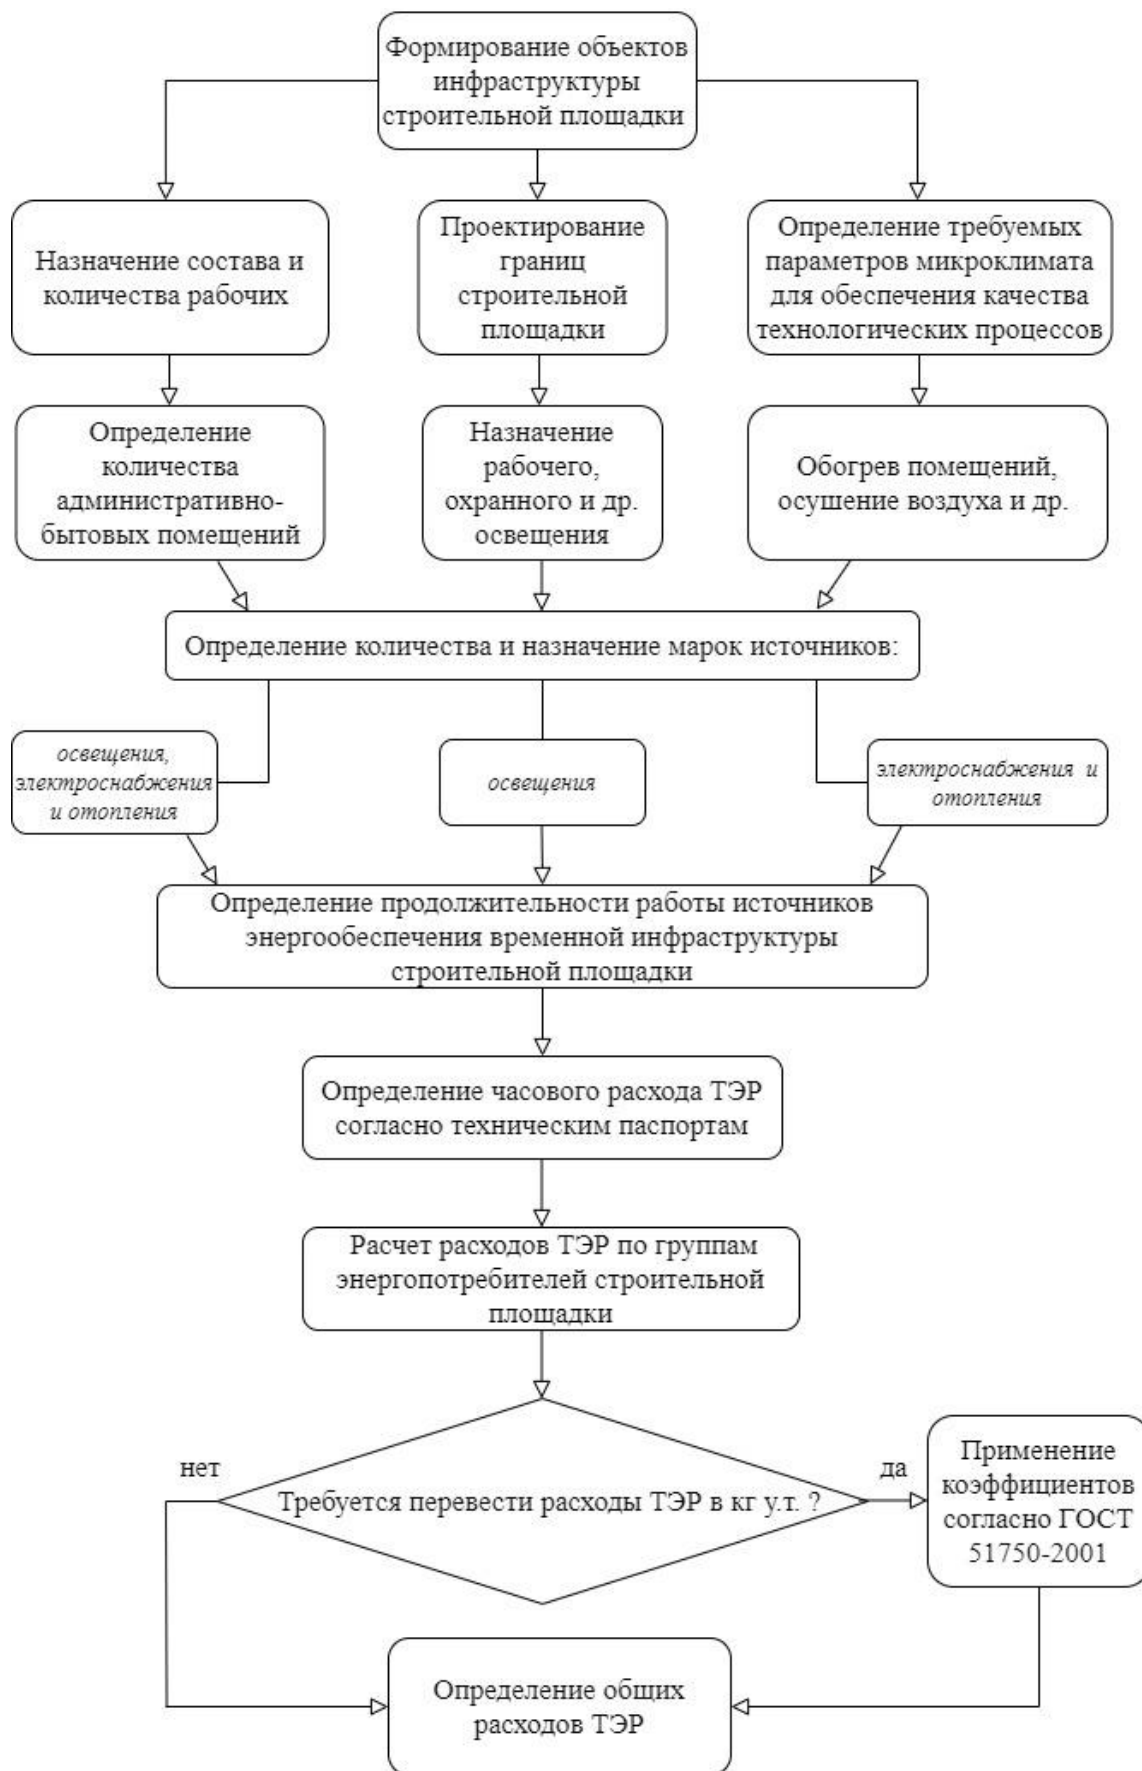 Формирование объектов
инфраструктуры
строительной площадки
Назначение состава и
количества рабочих
Проектирование
границ
строительной
площадки
Определение требуемых
параметров микроклимата
для обеспечения качества
технологических процессов
Определение
количества
административно-
бытовых помещений
Назначение
рабочего,
охранного и др.
освещения
Обогрев помещений,
осушение воздуха и др.
Определение количества и назначение марок источников:
освещения,
электроснабжения
и отопления
освещения
электроснабжения и
отопления
Определение продолжительности работы источников
энергообеспечения временной инфраструктуры
строительной площадки
Определение часового расхода ТЭР
согласно техническим паспортам
Расчет расходов ТЭР по группам
энергопотребителей строительной
площадки
нет
Требуется перевести расходы ТЭР в кг у.т. ?
да
Применение
коэффициентов
согласно ГОСТ
51750-2001
Определение общих
расходов ТЭР